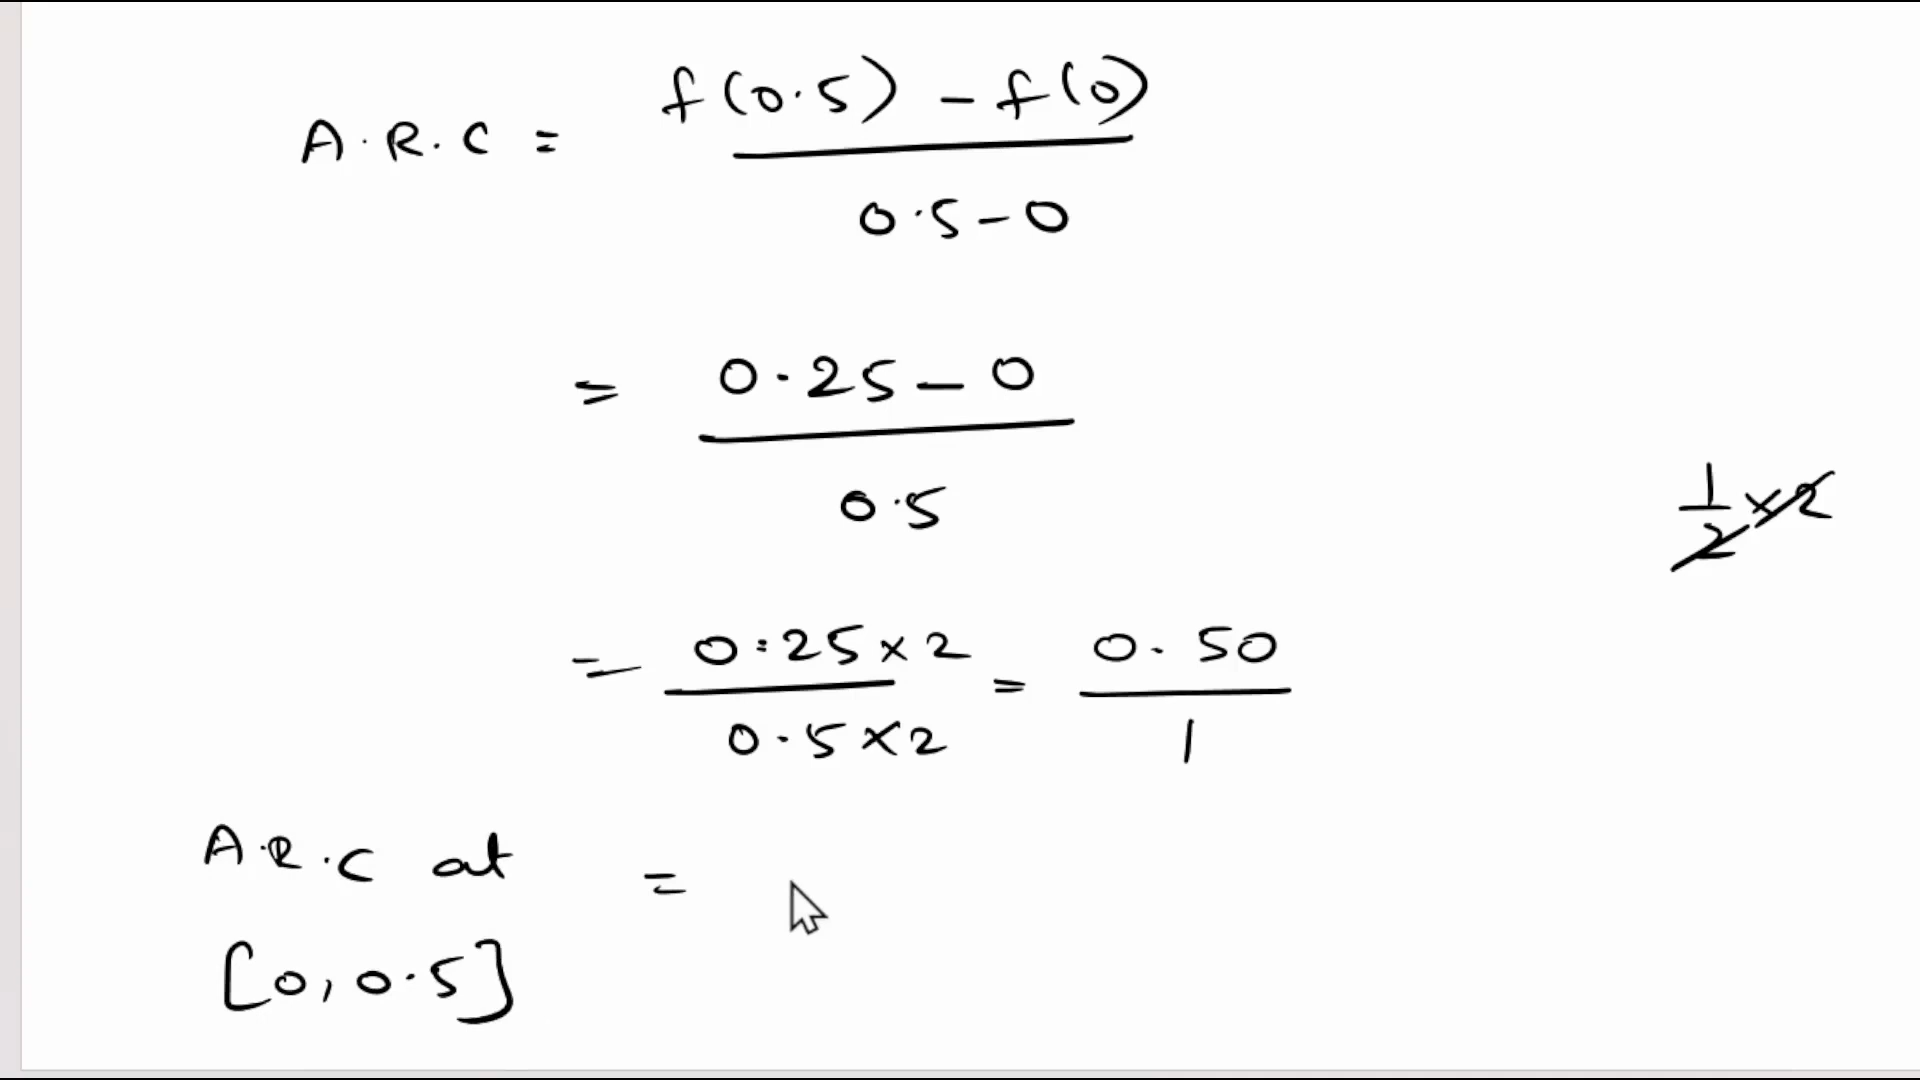 A.R.C = f(0.5) - f(0) / 0.5 - 0
= 0.25 - 0 / 0.5
1/2 × 2
= 0.25 × 2 / 0.5 × 2 = 0.50 / 1
A.R.C at =
[0, 0.5]